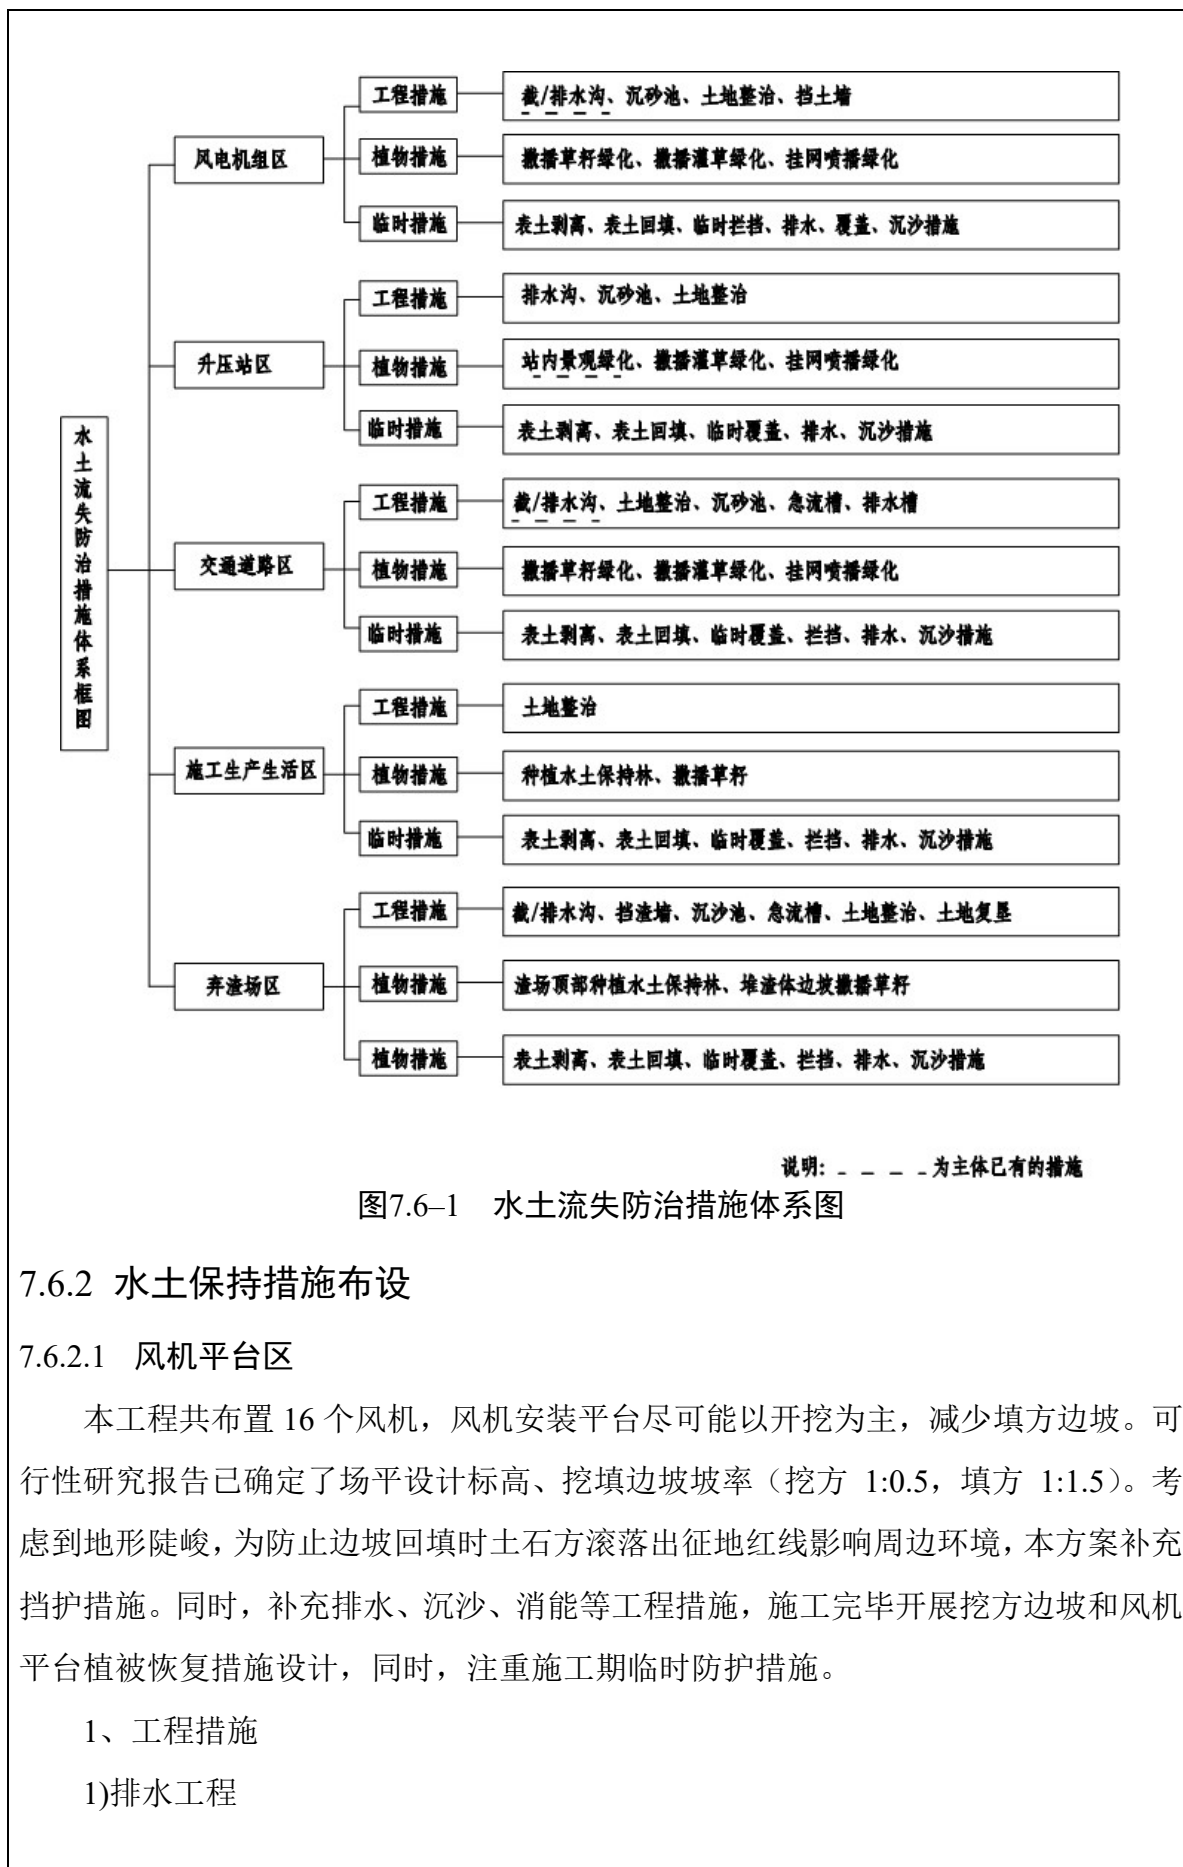 工程措施
截/排水沟、沉砂池、土地整治、挡土墙
风电机组区
植物措施
撒播草籽绿化、撒播灌草绿化、挂网喷播绿化
临时措施
表土剥离、表土回填、临时拦挡、排水、覆盖、沉沙措施
工程措施
排水沟、沉砂池、土地整治
升压站区
植物措施
站内景观绿化、撒播灌草绿化、挂网喷播绿化
临时措施
表土剥离、表土回填、临时覆盖、排水、沉沙措施
水土流失防治措施体系框图
工程措施
截/排水沟、土地整治、沉砂池、急流槽、排水槽
交通道路区
植物措施
撒播草籽绿化、撒播灌草绿化、挂网喷播绿化
临时措施
表土剥离、表土回填、临时覆盖、拦挡、排水、沉沙措施
工程措施
土地整治
施工生产生活区
植物措施
种植水土保持林、撒播草籽
临时措施
表土剥离、表土回填、临时覆盖、拦挡、排水、沉沙措施
工程措施
截/排水沟、挡渣墙、沉沙池、急流槽、土地整治、土地复垦
弃渣场区
植物措施
渣场顶部种植水土保持林、堆渣体边坡撒播草籽
植物措施
表土剥离、表土回填、临时覆盖、拦挡、排水、沉沙措施
说明: _ _ _ _为主体已有的措施
图7.6–1 水土流失防治措施体系图
7.6.2 水土保持措施布设
7.6.2.1 风机平台区
本工程共布置 16 个风机，风机安装平台尽可能以开挖为主，减少填方边坡。可
行性研究报告已确定了场平设计标高、挖填边坡坡率（挖方 1:0.5，填方 1:1.5）。考
虑到地形陡峻，为防止边坡回填时土石方滚落出征地红线影响周边环境，本方案补充
挡护措施。同时，补充排水、沉沙、消能等工程措施，施工完毕开展挖方边坡和风机
平台植被恢复措施设计，同时，注重施工期临时防护措施。
1、工程措施
1)排水工程